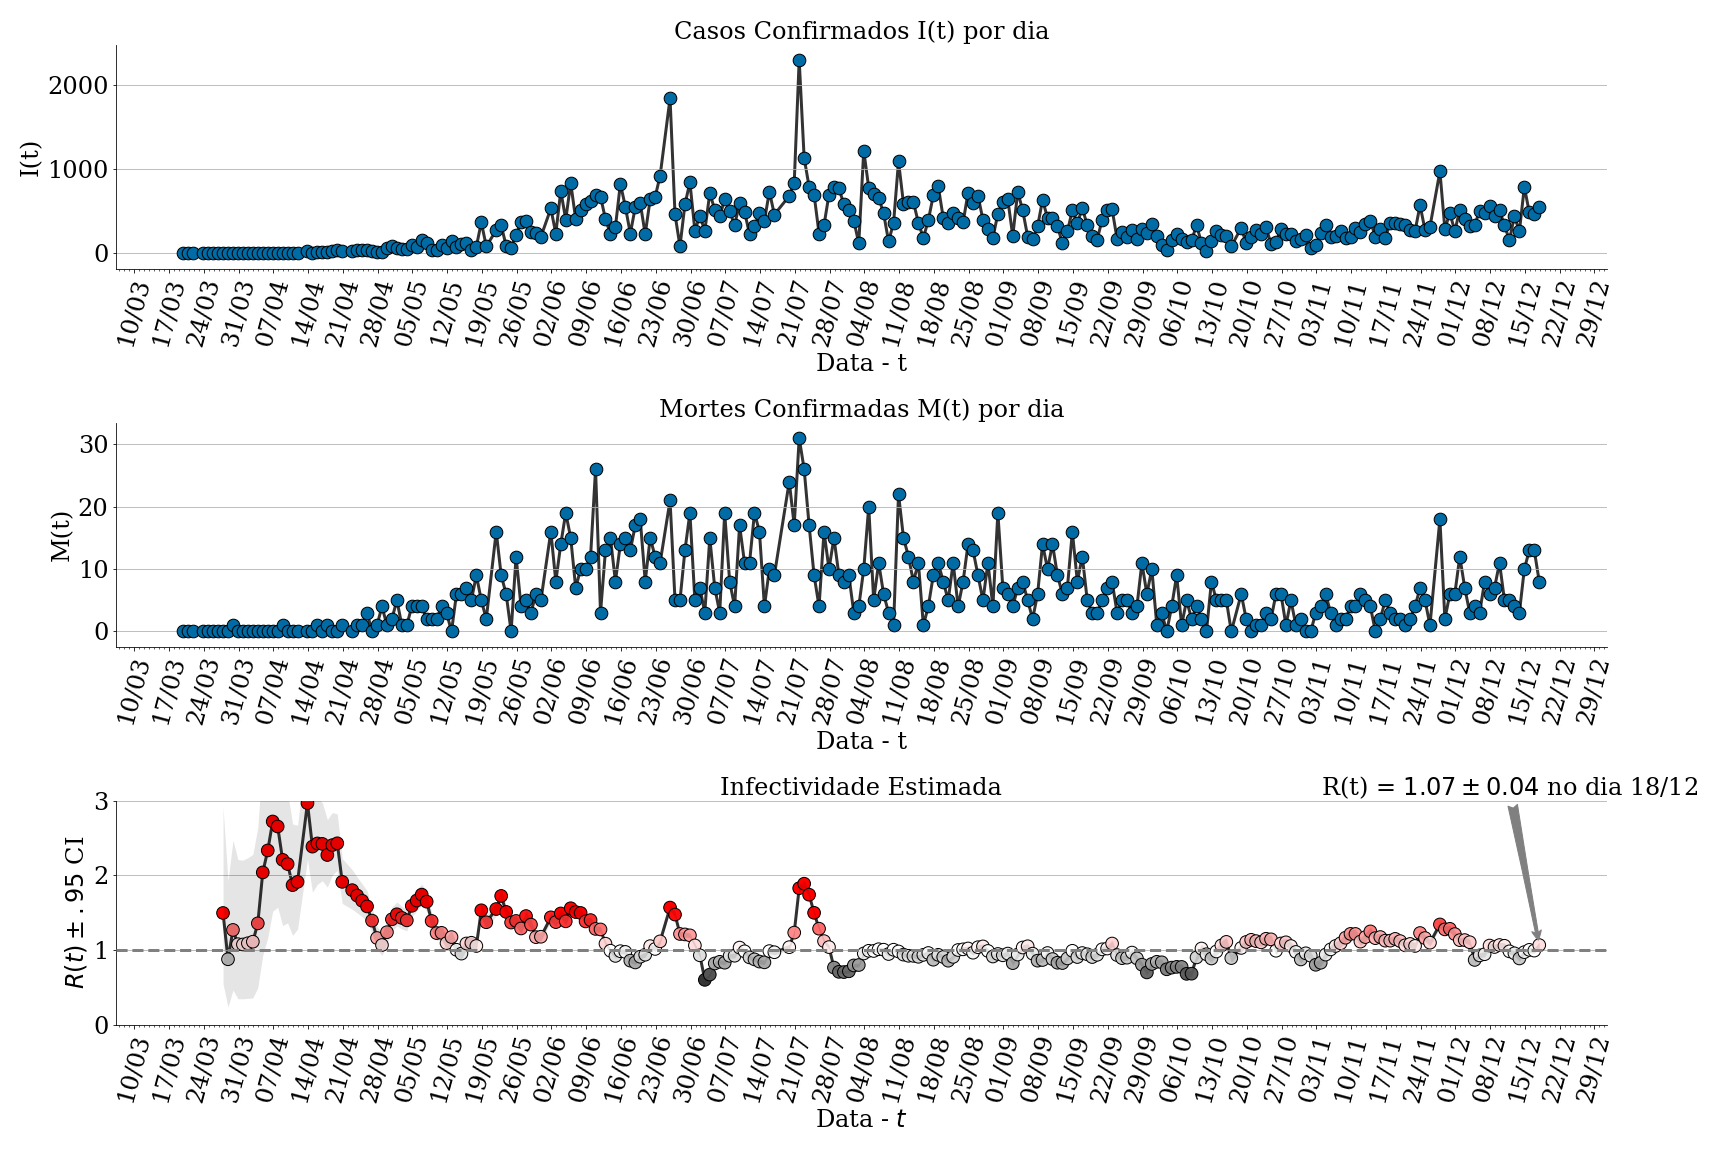 Casos Confirmados I(t) por dia
I(t)
2000
1000
0
10/03 17/03 24/03 31/03 07/04 14/04 21/04 28/04 05/05 12/05 19/05 26/05 02/06 09/06 16/06 23/06 30/06 07/07 14/07 21/07 28/07 04/08 11/08 18/08 25/08 01/09 08/09 15/09 22/09 29/09 06/10 13/10 20/10 27/10 03/11 10/11 17/11 24/11 01/12 08/12 15/12 22/12 29/12
Data - t
Mortes Confirmadas M(t) por dia
M(t)
30
20
10
0
10/03 17/03 24/03 31/03 07/04 14/04 21/04 28/04 05/05 12/05 19/05 26/05 02/06 09/06 16/06 23/06 30/06 07/07 14/07 21/07 28/07 04/08 11/08 18/08 25/08 01/09 08/09 15/09 22/09 29/09 06/10 13/10 20/10 27/10 03/11 10/11 17/11 24/11 01/12 08/12 15/12 22/12 29/12
Data - t
Infectividade Estimada
R(t) = 1.07 ± 0.04 no dia 18/12
R(t) ± .95 CI
3
2
1
0
10/03 17/03 24/03 31/03 07/04 14/04 21/04 28/04 05/05 12/05 19/05 26/05 02/06 09/06 16/06 23/06 30/06 07/07 14/07 21/07 28/07 04/08 11/08 18/08 25/08 01/09 08/09 15/09 22/09 29/09 06/10 13/10 20/10 27/10 03/11 10/11 17/11 24/11 01/12 08/12 15/12 22/12 29/12
Data - t